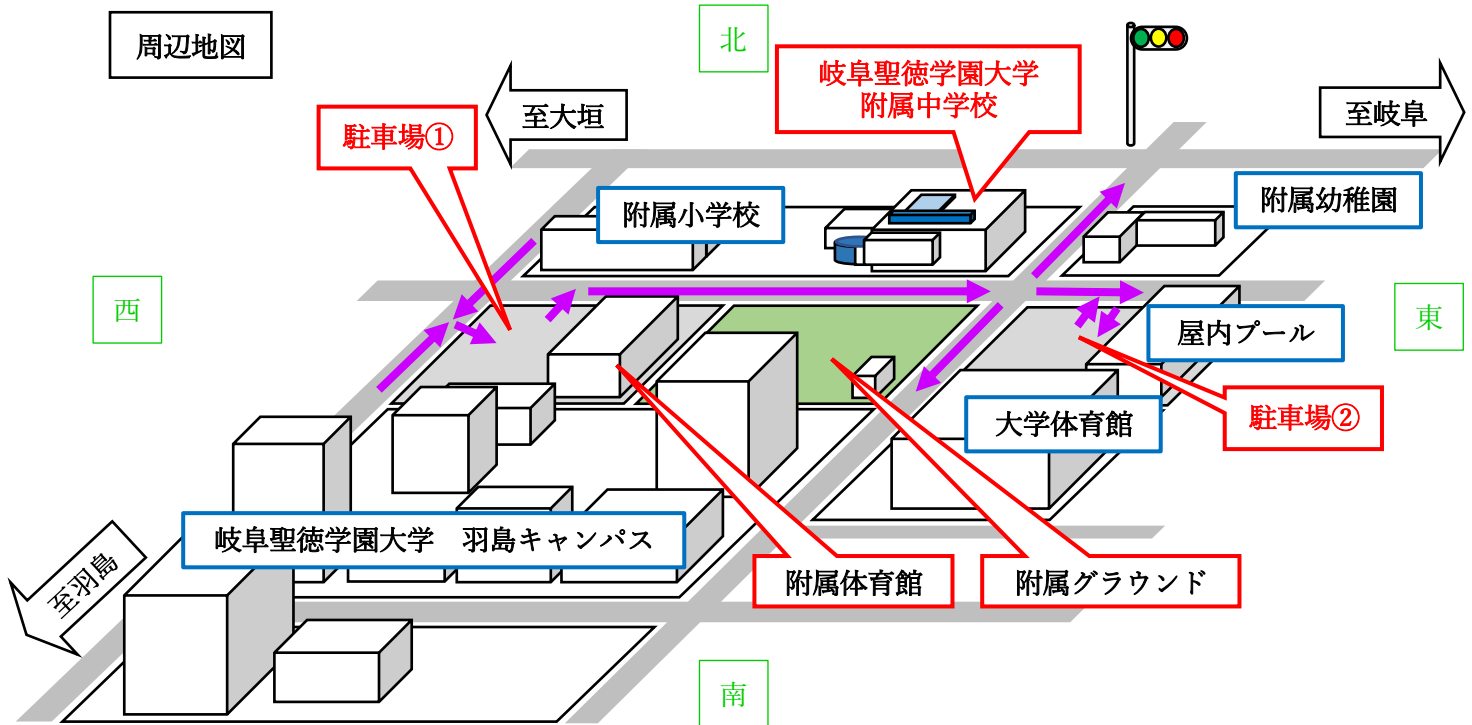 周辺地図
北
岐阜聖徳学園大学
附属中学校
至大垣
至岐阜
駐車場①
附属小学校
附属幼稚園
西
東
屋内プール
大学体育館
駐車場②
岐阜聖徳学園大学　羽島キャンパス
附属体育館
附属グラウンド
至羽島
南